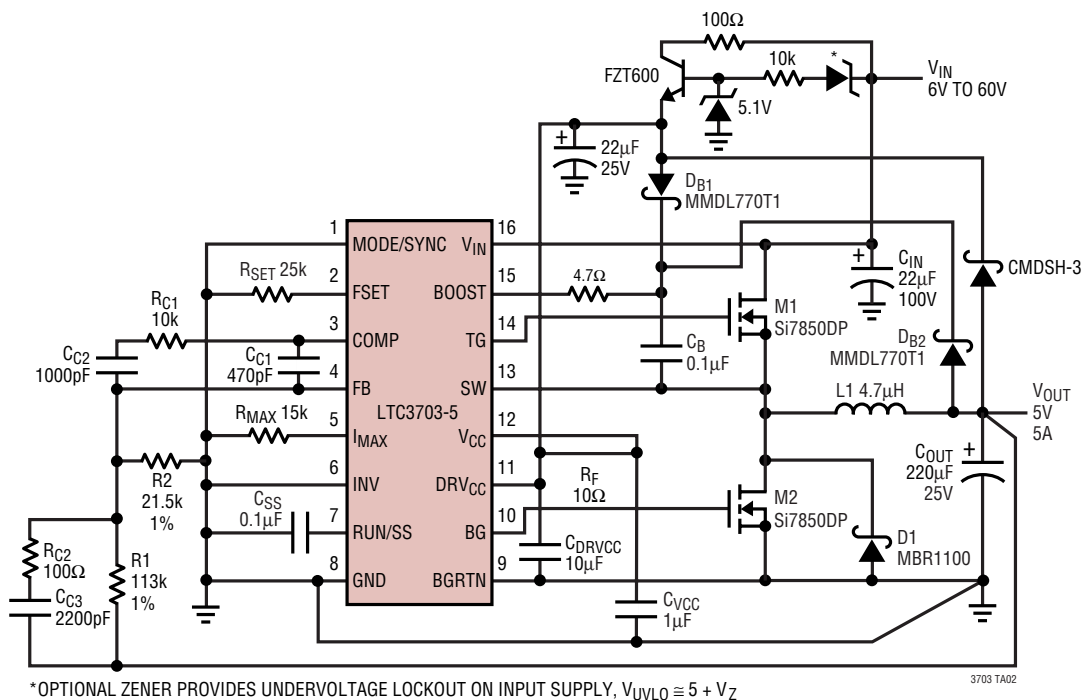 100Ω
FZT600
10k
*
V_IN
6V TO 60V
5.1V
+
22μF
25V
D_B1
MMDL770T1
1
MODE/SYNC
V_IN
16
R_SET 25k
2
FSET
BOOST
15
4.7Ω
+
C_IN
22μF
100V
CMDSH-3
R_C1
10k
3
COMP
TG
14
M1
Si7850DP
C_C2
1000pF
C_C1
470pF
4
FB
SW
13
C_B
0.1μF
D_B2
MMDL770T1
LTC3703-5
L1 4.7μH
V_OUT
5V
5A
R_MAX 15k
5
I_MAX
V_CC
12
R2
21.5k
1%
6
INV
DRV_CC
11
R_F
10Ω
C_OUT
220μF
25V
+
C_SS
0.1μF
7
RUN/SS
BG
10
M2
Si7850DP
R_C2
100Ω
R1
113k
1%
8
GND
BGRTN
9
C_DRVCC
10μF
D1
MBR1100
C_C3
2200pF
C_VCC
1μF
3703 TA02
*OPTIONAL ZENER PROVIDES UNDERVOLTAGE LOCKOUT ON INPUT SUPPLY, V_UVLO ≅ 5 + V_Z